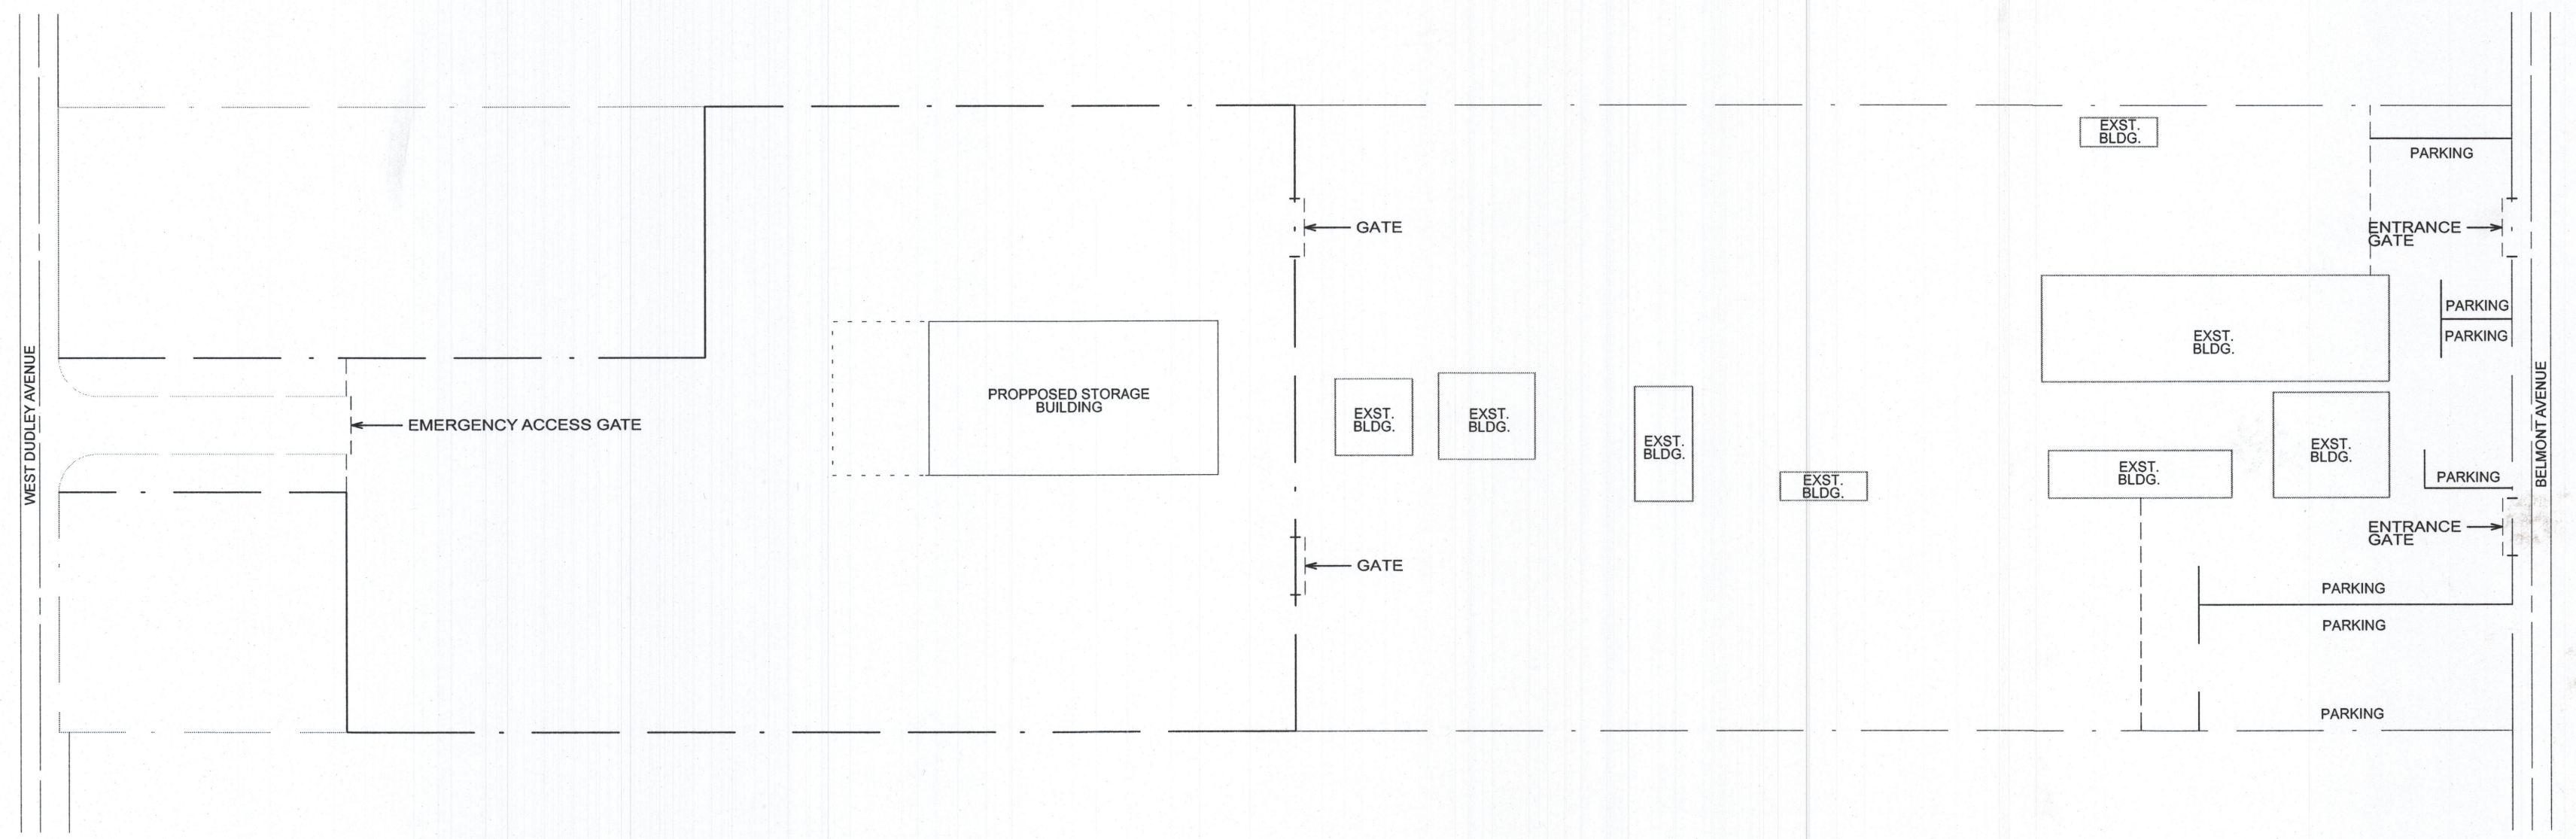 EXST.
BLDG.
PARKING
GATE
ENTRANCE
GATE
PARKING
PARKING
EXST.
BLDG.
WEST DUDLEY AVENUE
BELMONT AVENUE
PROPPOSED STORAGE
BUILDING
EMERGENCY ACCESS GATE
EXST.
BLDG.
EXST.
BLDG.
EXST.
BLDG.
EXST.
BLDG.
EXST.
BLDG.
EXST.
BLDG.
PARKING
ENTRANCE
GATE
GATE
PARKING
PARKING
PARKING